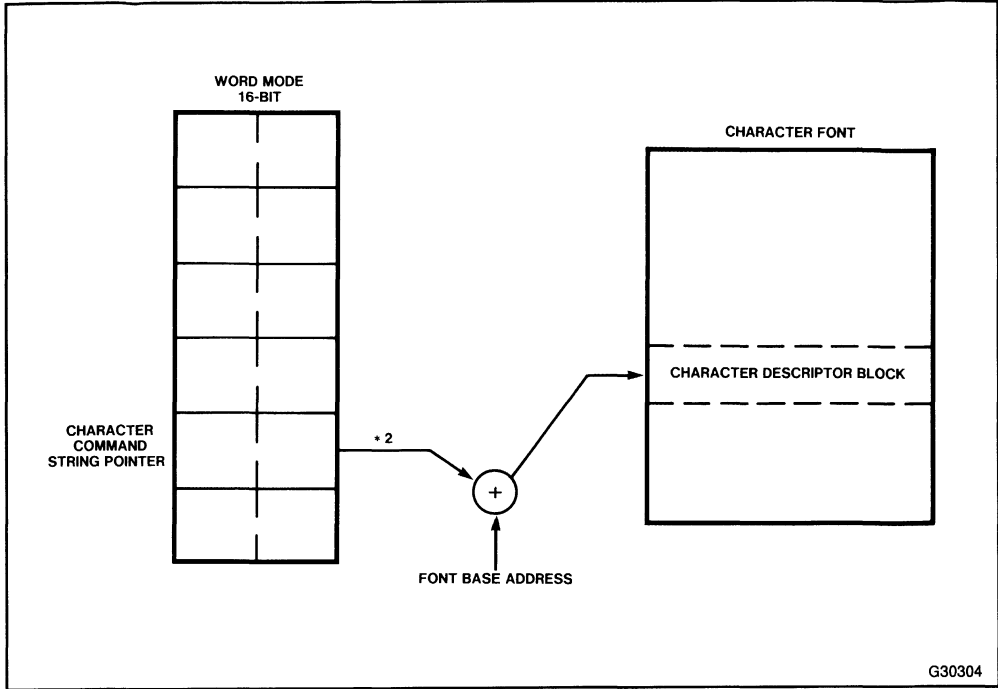 WORD MODE
16-BIT
CHARACTER FONT
CHARACTER DESCRIPTOR BLOCK
CHARACTER
COMMAND
STRING POINTER
* 2
+
FONT BASE ADDRESS
G30304